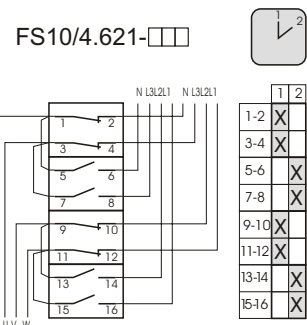 FS10/4.621-□□□
1 2
N L3L2L1 N L3L2L1
1 2
3 4
5 6
7 8
9 10
11 12
13 14
15 16
U V W
1 2
1-2 X
3-4 X
5-6 X
7-8 X
9-10 X
11-12 X
13-14 X
15-16 X